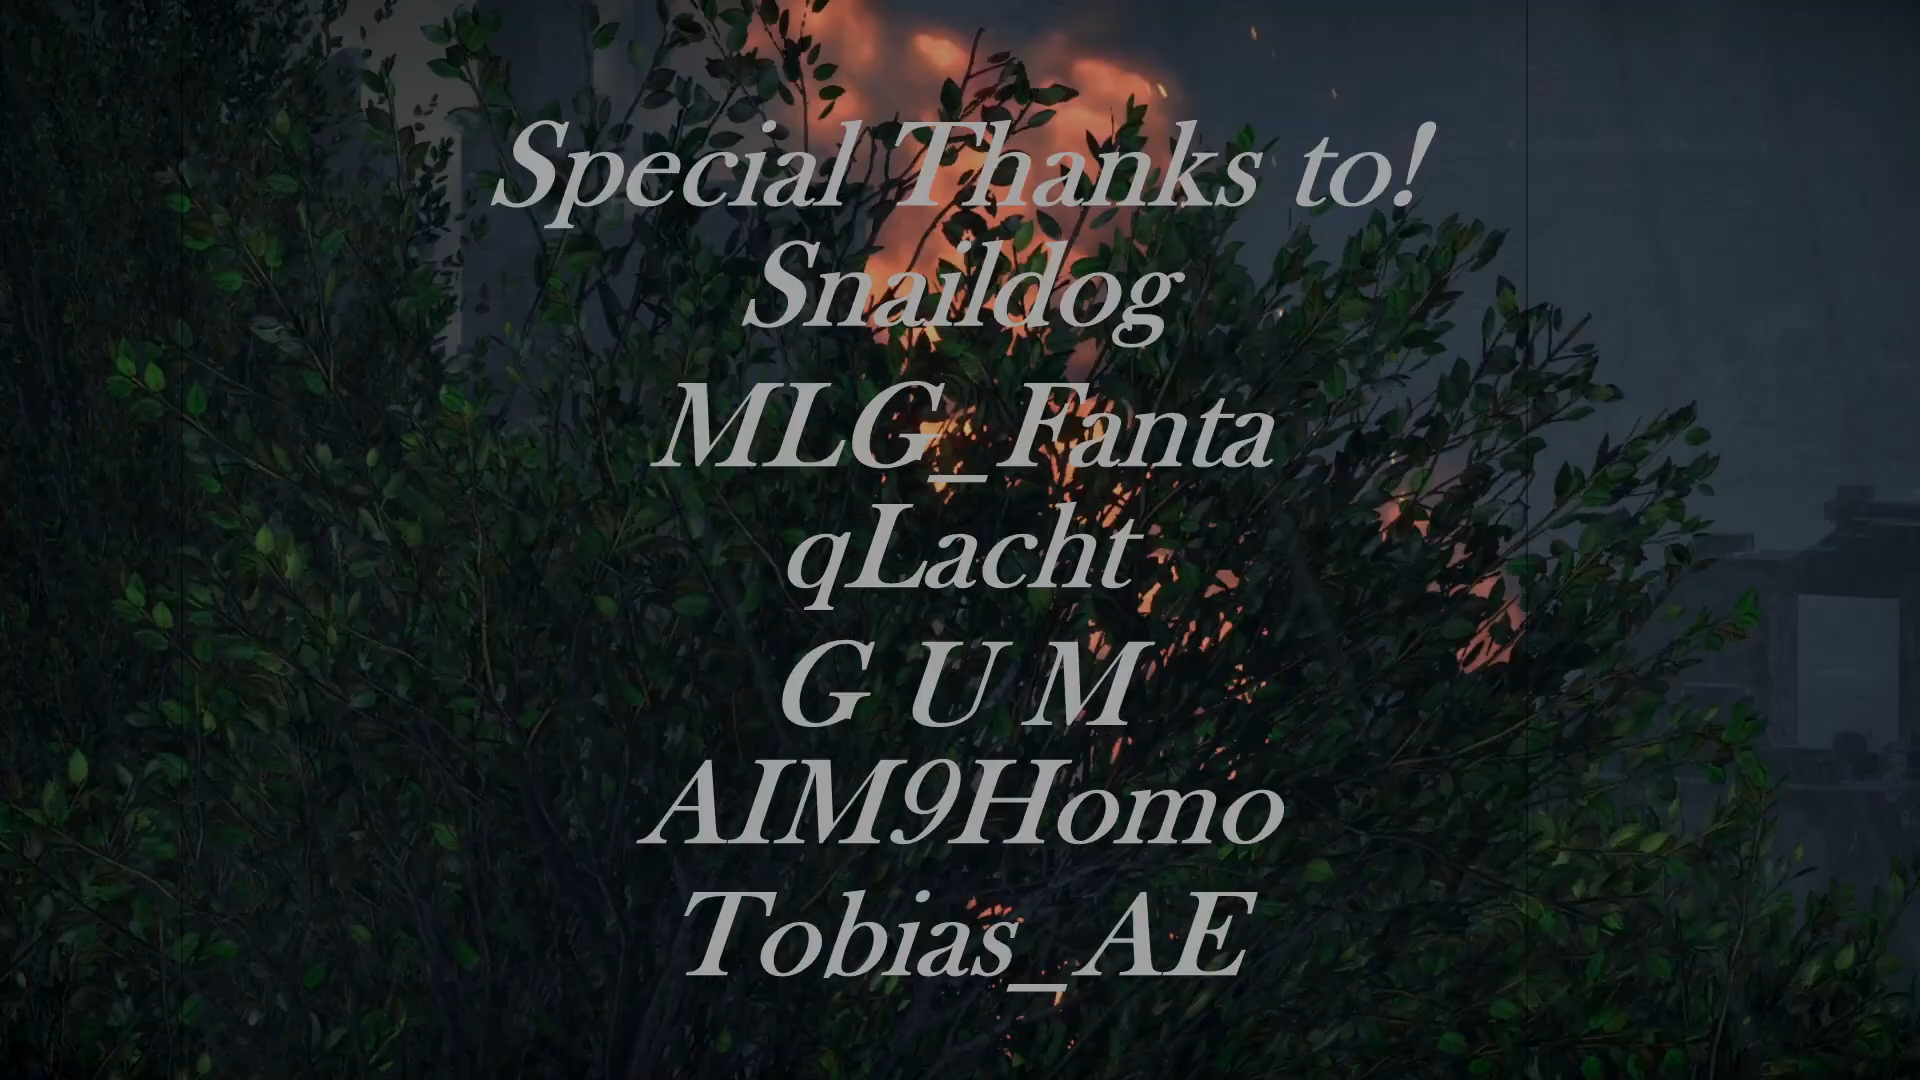 Special Thanks to!
Snaildog
MLG_Fanta
qLacht
G U M
AIM9Homo
Tobias_AE